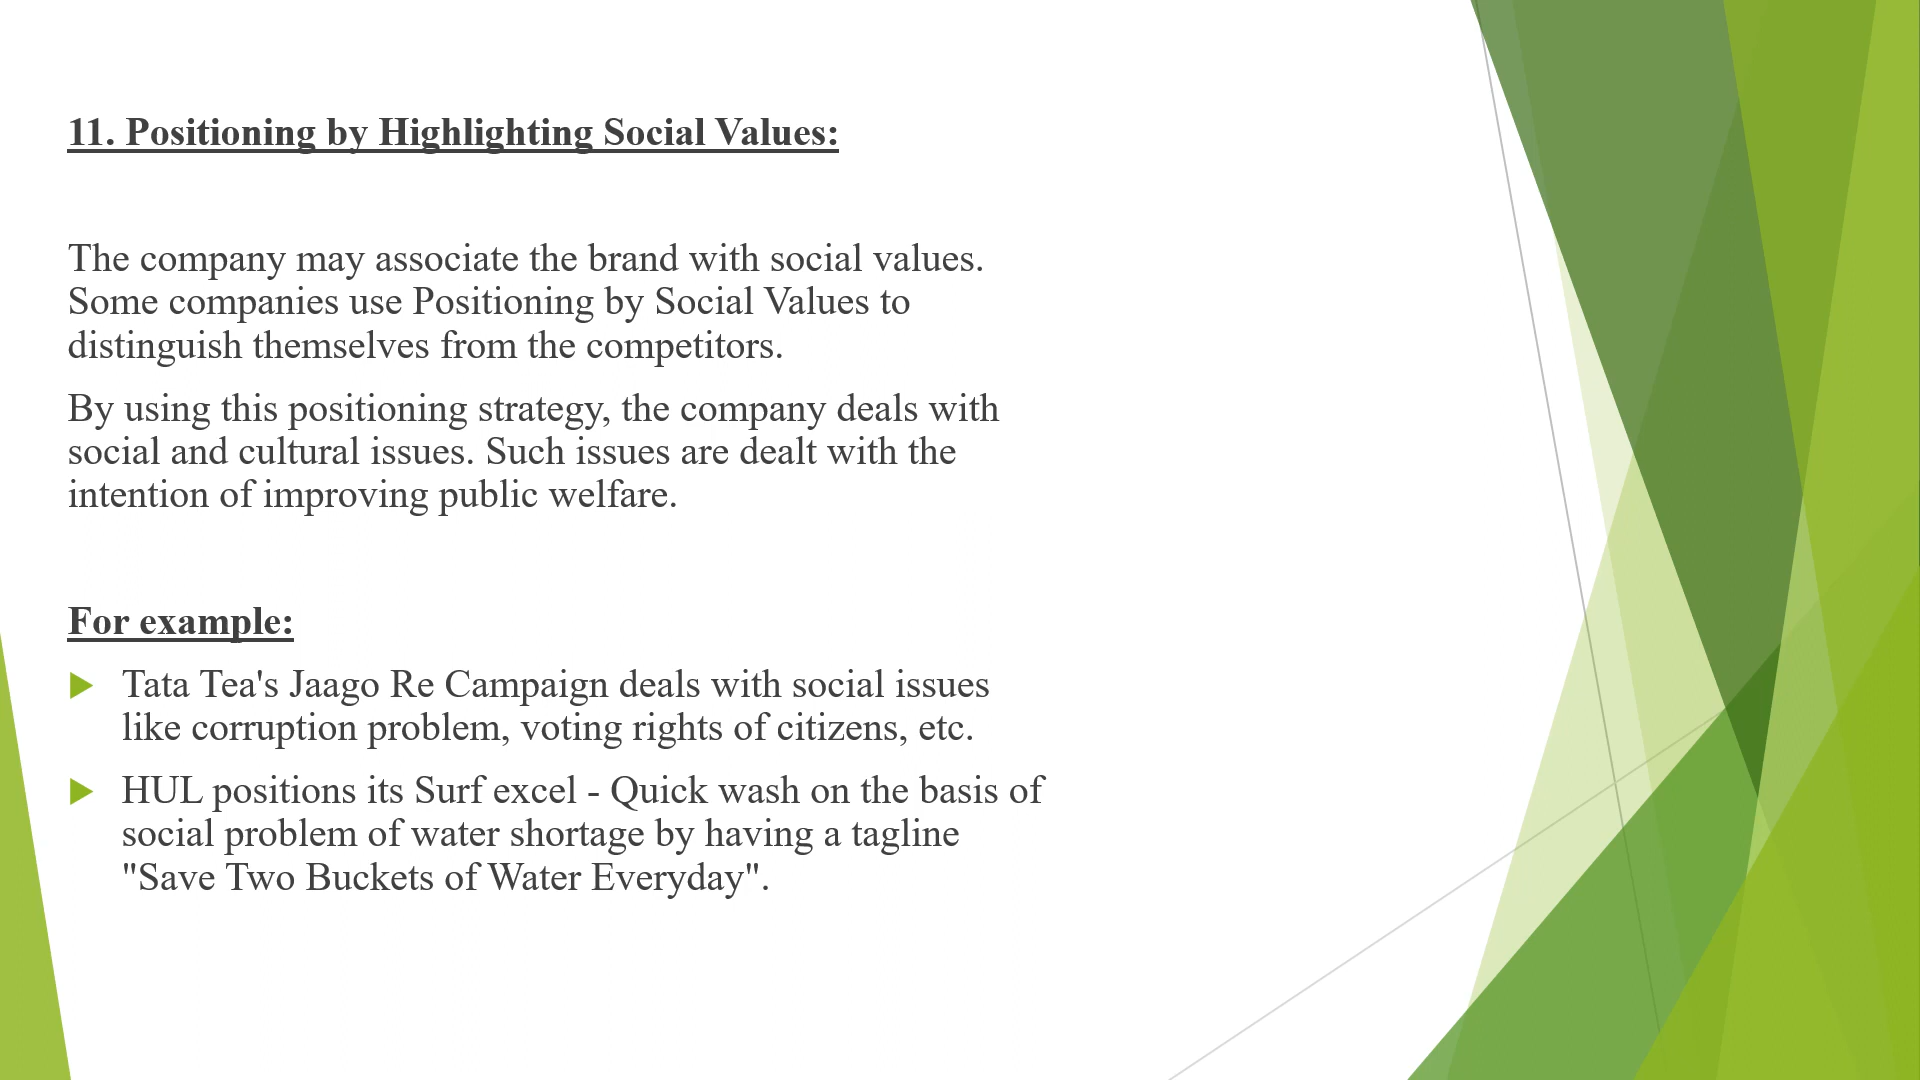 11. Positioning by Highlighting Social Values:
The company may associate the brand with social values.
Some companies use Positioning by Social Values to
distinguish themselves from the competitors.
By using this positioning strategy, the company deals with
social and cultural issues. Such issues are dealt with the
intention of improving public welfare.
For example:
Tata Tea's Jaago Re Campaign deals with social issues
like corruption problem, voting rights of citizens, etc.
HUL positions its Surf excel - Quick wash on the basis of
social problem of water shortage by having a tagline
"Save Two Buckets of Water Everyday".